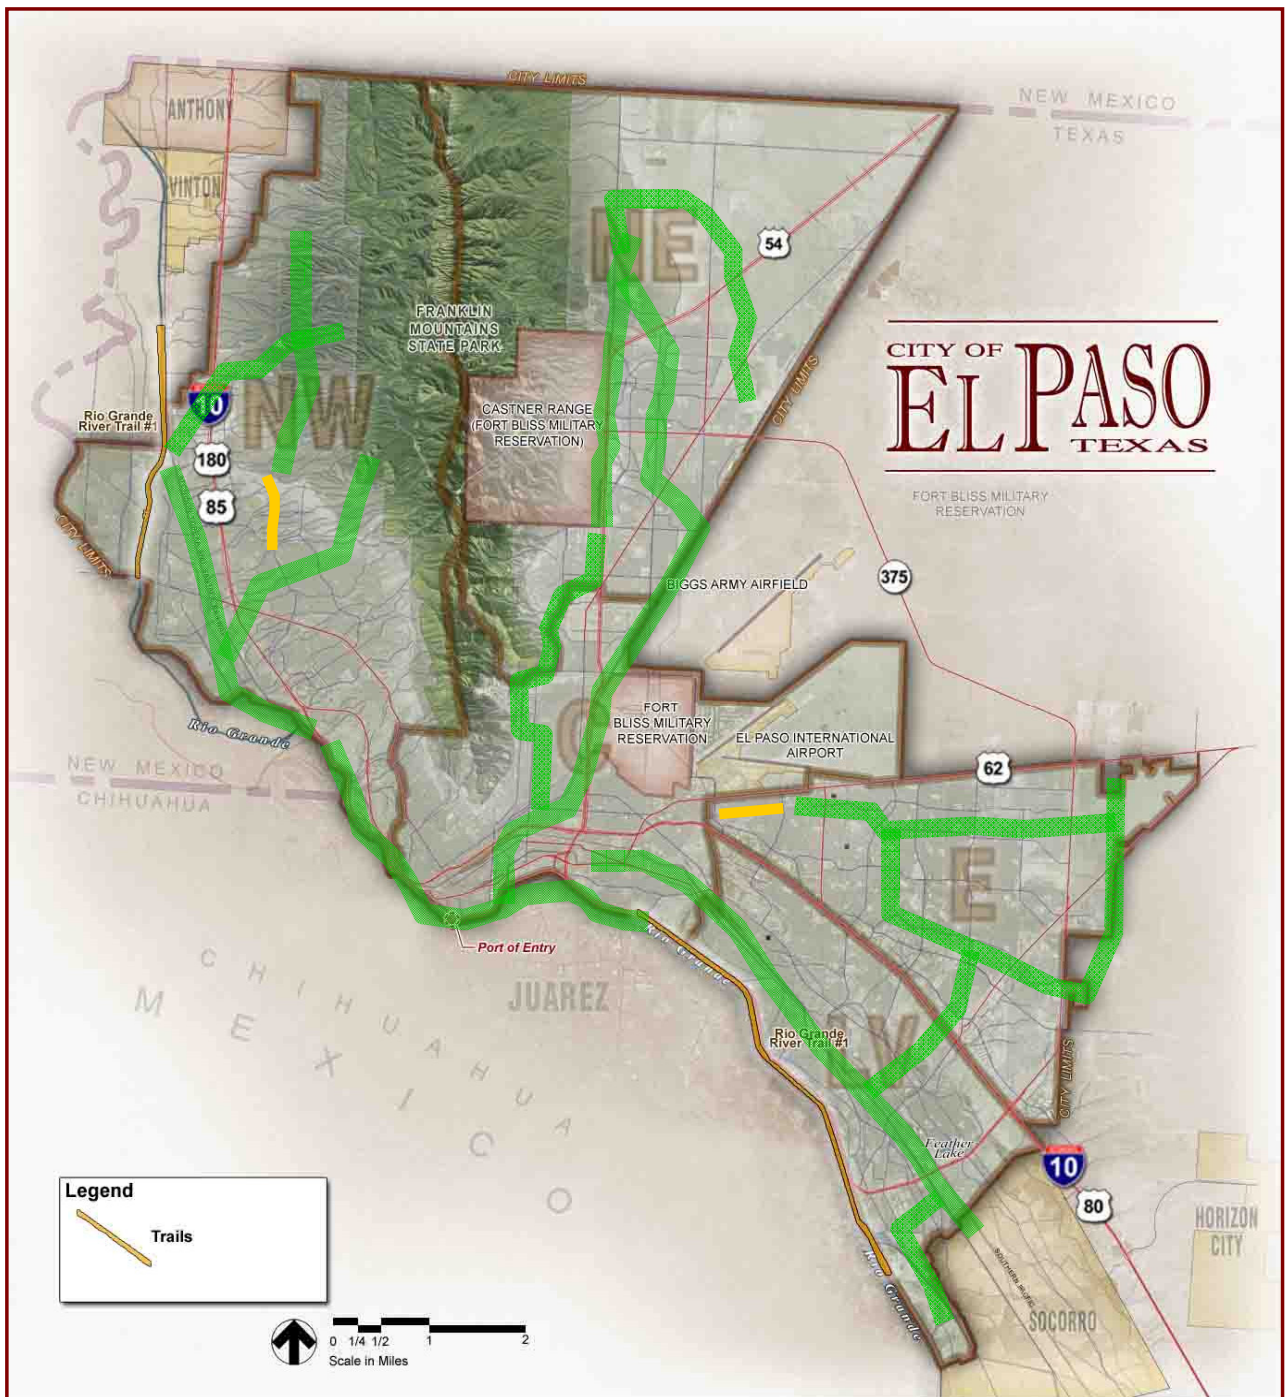 CITY LIMITS
NEW MEXICO
TEXAS
ANTHONY
VINTON
NE
54
FRANKLIN
MOUNTAINS
STATE PARK
CITY OF
EL PASO
TEXAS
CITY LIMITS
10
NW
Rio Grande
River Trail #1
CASTNER RANGE
(FORT BLISS MILITARY
RESERVATION)
180
85
FORT BLISS MILITARY
RESERVATION
CITY LIMITS
BIGGS ARMY AIRFIELD
375
Rio Grande
C
FORT
BLISS MILITARY
RESERVATION
EL PASO INTERNATIONAL
AIRPORT
62
NEW MEXICO
CHIHUAHUA
E
Port of Entry
Rio Grande
CHIHUAHUA
MEXICO
JUAREZ
Rio Grande
River Trail #1
LV
CITY LIMITS
Feather
Lake
10
80
HORIZON
CITY
Legend
Trails
Rio Grande
SOUTHERN PACIFIC
SOCORRO
0 1/4 1/2 1 2
Scale in Miles